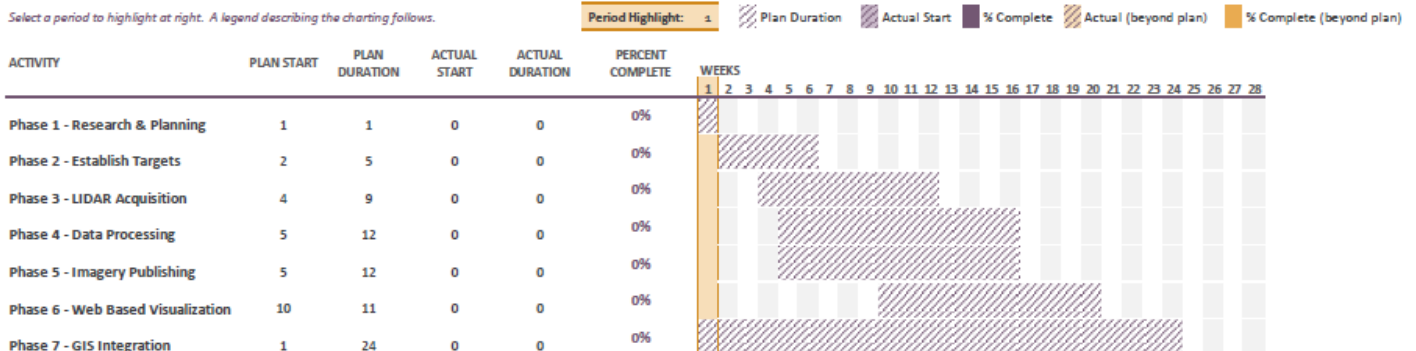 Select a period to highlight at right. A legend describing the charting follows.
Period Highlight: 1 Plan Duration Actual Start % Complete Actual (beyond plan) % Complete (beyond plan)
ACTIVITY PLAN START PLAN DURATION ACTUAL START ACTUAL DURATION PERCENT COMPLETE WEEKS
1 2 3 4 5 6 7 8 9 10 11 12 13 14 15 16 17 18 19 20 21 22 23 24 25 26 27 28
Phase 1 - Research & Planning 1 1 0 0 0%
Phase 2 - Establish Targets 2 5 0 0 0%
Phase 3 - LIDAR Acquisition 4 9 0 0 0%
Phase 4 - Data Processing 5 12 0 0 0%
Phase 5 - Imagery Publishing 5 12 0 0 0%
Phase 6 - Web Based Visualization 10 11 0 0 0%
Phase 7 - GIS Integration 1 24 0 0 0%